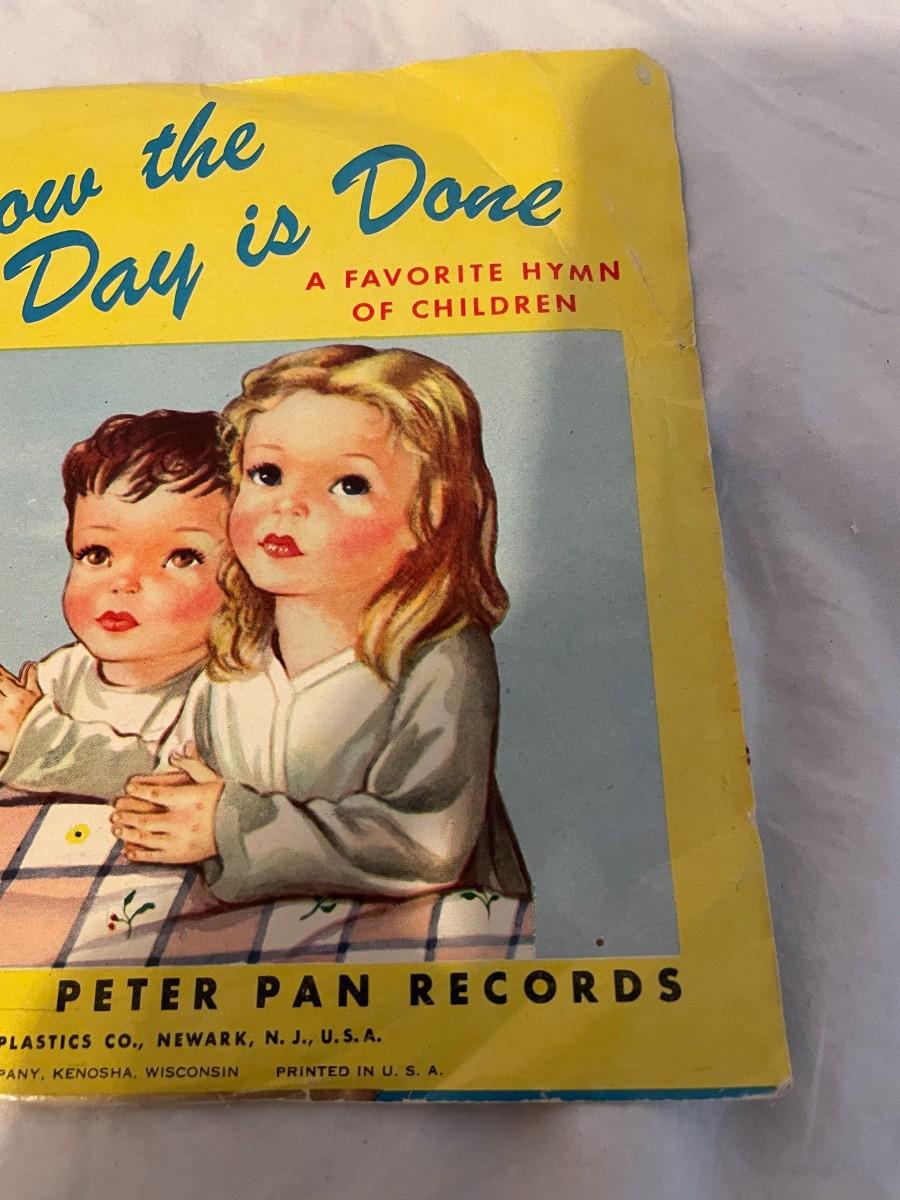 ow the
Day is Done
A FAVORITE HYMN
OF CHILDREN
PETER PAN RECORDS
PLASTICS CO., NEWARK, N. J., U.S.A.
PANY, KENOSHA, WISCONSIN PRINTED IN U. S. A.